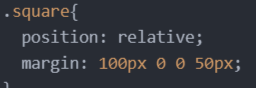 .square{
position: relative;
margin: 100px 0 0 50px;
}